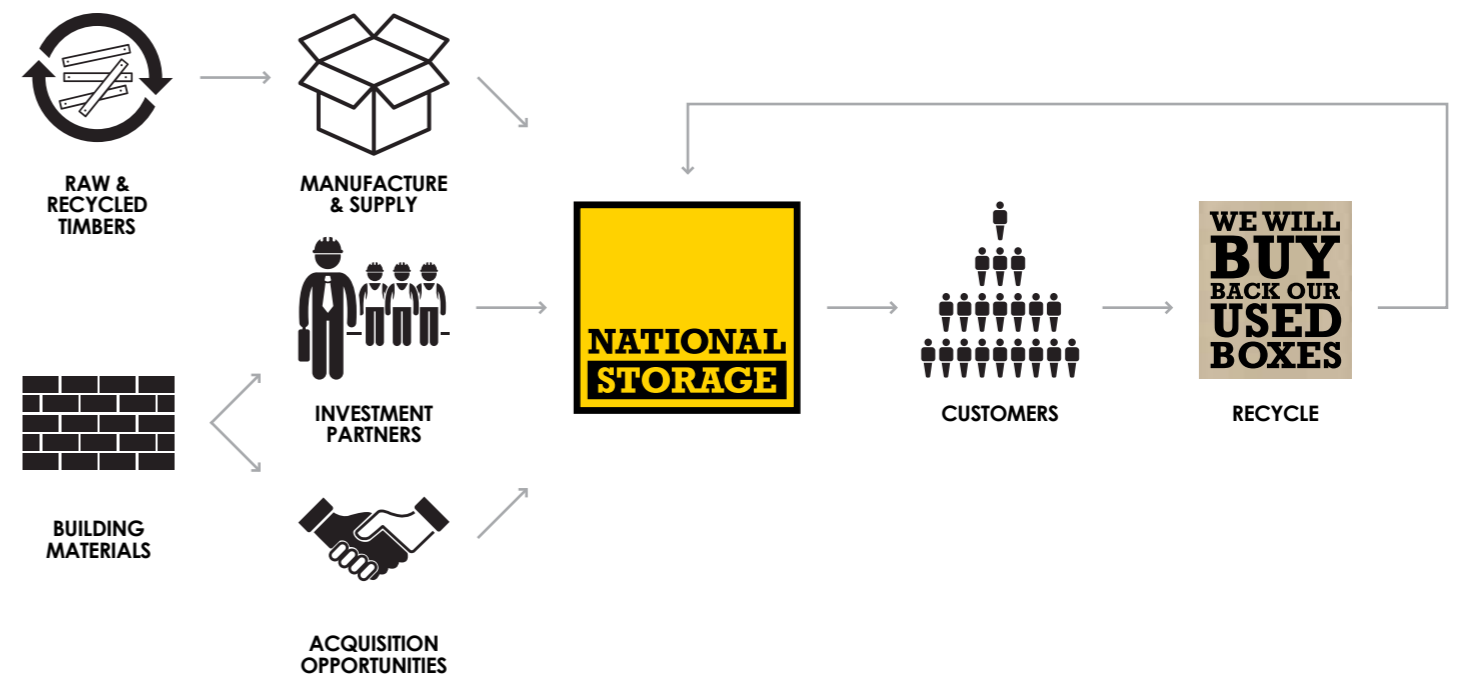 RAW &
RECYCLED
TIMBERS
MANUFACTURE
& SUPPLY
INVESTMENT
PARTNERS
BUILDING
MATERIALS
ACQUISITION
OPPORTUNITIES
NATIONAL
STORAGE
CUSTOMERS
WE WILL
BUY
BACK OUR
USED
BOXES
RECYCLE